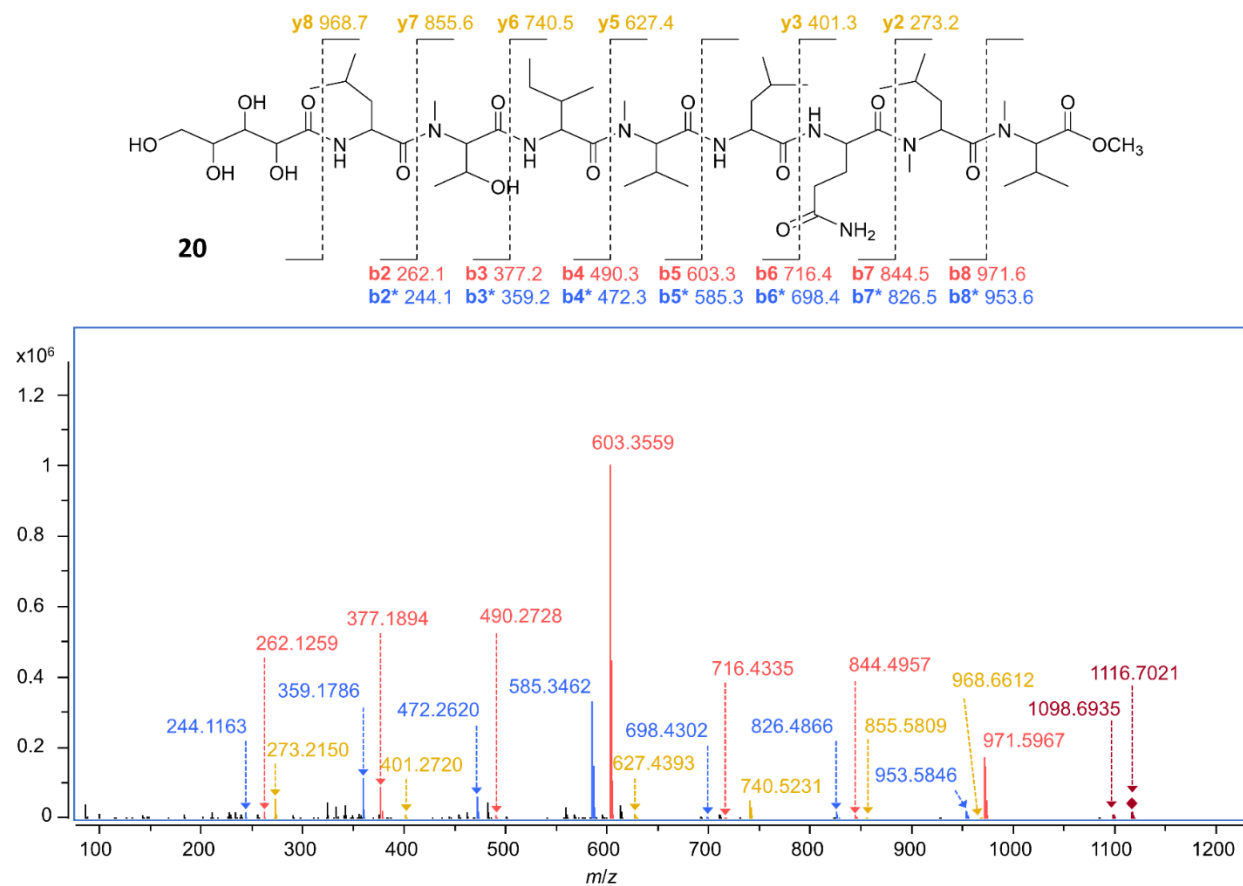 y8 968.7 y7 855.6 y6 740.5 y5 627.4 y3 401.3 y2 273.2
OH OH O O O O O O
HO N H N H N N H N H N N OCH3
OH OH O O O O O
OH
O NH2
20
b2 262.1 b3 377.2 b4 490.3 b5 603.3 b6 716.4 b7 844.5 b8 971.6
b2* 244.1 b3* 359.2 b4* 472.3 b5* 585.3 b6* 698.4 b7* 826.5 b8* 953.6
x10⁶
1.2
1
603.3559
0.8
0.6
377.1894 490.2728
262.1259 716.4335 844.4957 1116.7021
0.4
359.1786 585.3462 968.6612
1098.6935
244.1163 472.2620 698.4302 826.4866 855.5809 971.5967
0.2
273.2150 401.2720 627.4393 740.5231 953.5846
0
100 200 300 400 500 600 700 800 900 1000 1100 1200
m/z